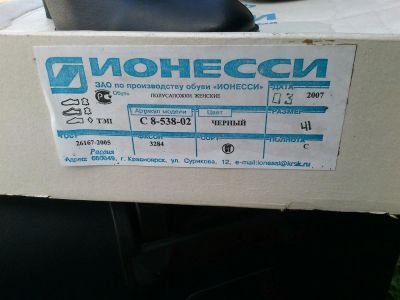 ИОНЕССИ
ЗАО по производству обуви «ИОНЕССИ»
Обувь
ПОЛУСАПОЖКИ ЖЕНСКИЕ
ДАТА
03 2007
Артикул модели
Цвет
РАЗМЕР
ТЭП
С 8-538-02
ЧЕРНЫЙ
41
ГОСТ
ФАСОН
СОРТ
ПОЛНОТА
26167-2005
3284
С
Россия
Адрес 660049, г. Красноярск, ул. Сурикова, 12, e-mail:ionessi@krsk.ru